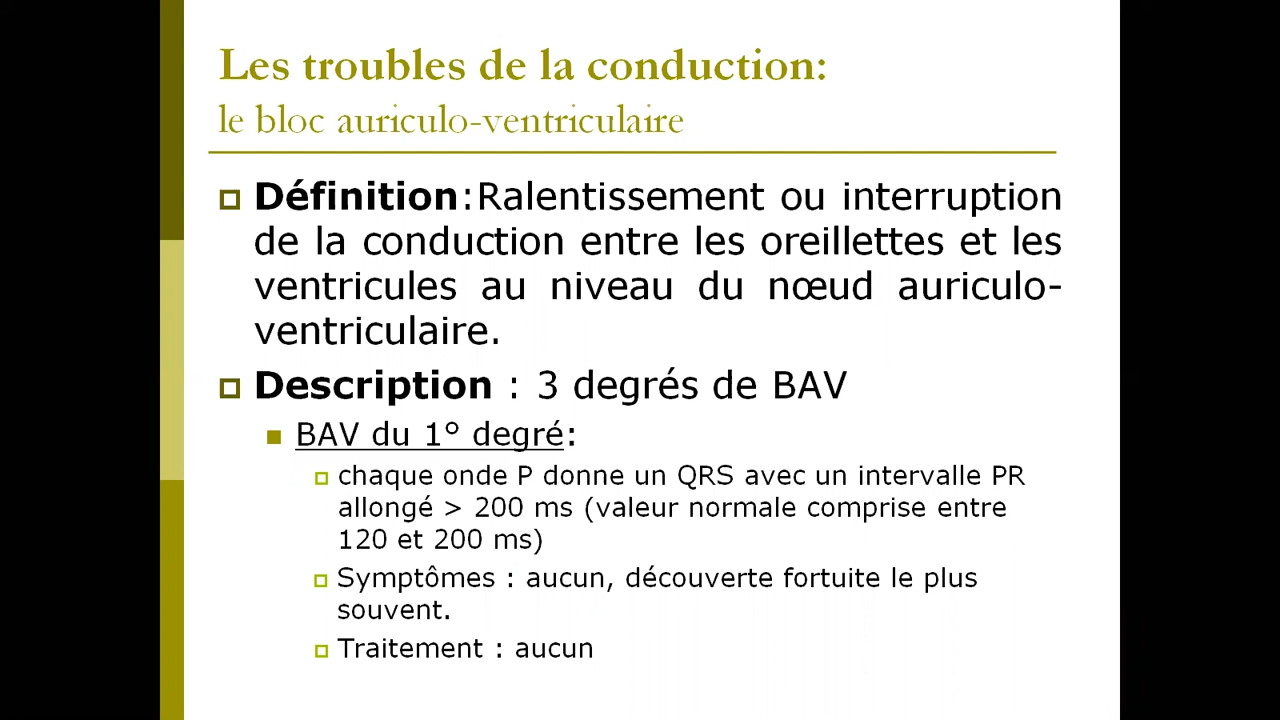 Les troubles de la conduction:
le bloc auriculo-ventriculaire
Définition:Ralentissement ou interruption
de la conduction entre les oreillettes et les
ventricules au niveau du nœud auriculo-
ventriculaire.
Description : 3 degrés de BAV
BAV du 1° degré:
chaque onde P donne un QRS avec un intervalle PR
allongé > 200 ms (valeur normale comprise entre
120 et 200 ms)
Symptômes : aucun, découverte fortuite le plus
souvent.
Traitement : aucun